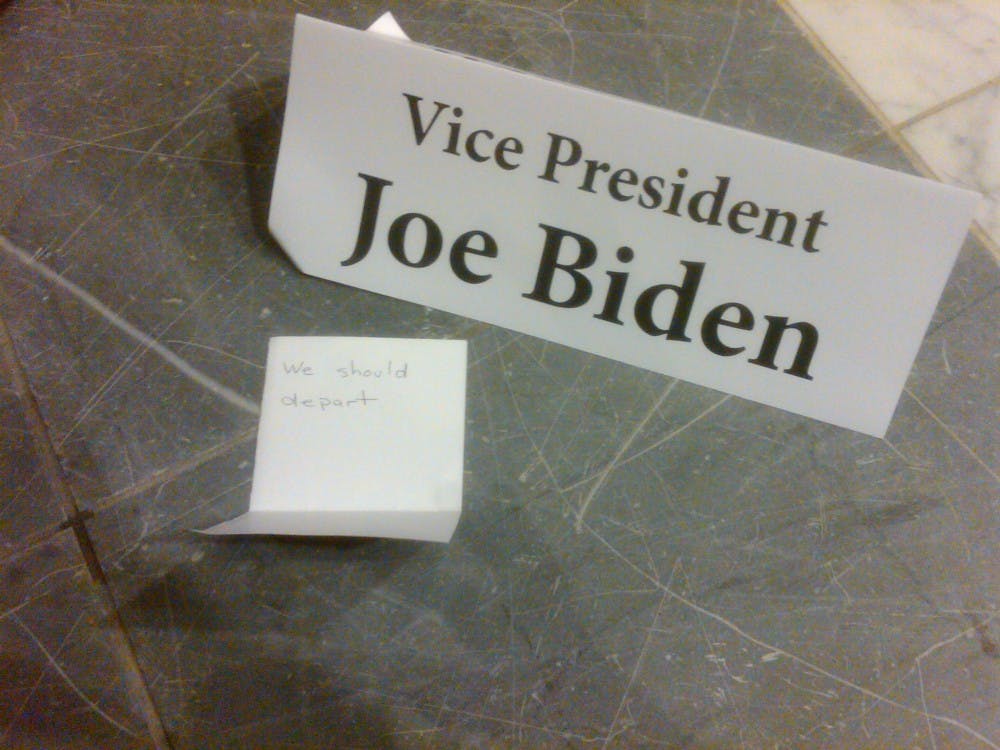 Vice President
Joe Biden
We should
depart